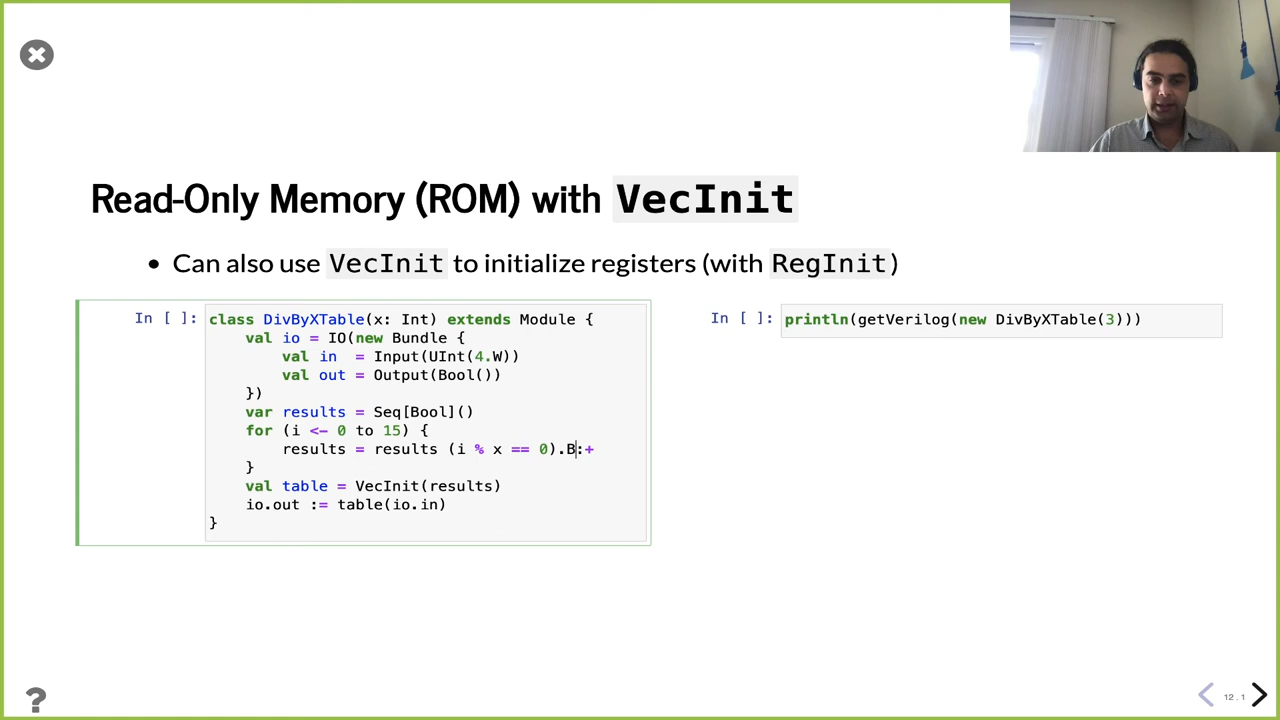 Read-Only Memory (ROM) with VecInit
• Can also use VecInit to initialize registers (with RegInit)
In [ ]:
class DivByXTable(x: Int) extends Module {
    val io = IO(new Bundle {
        val in  = Input(UInt(4.W))
        val out = Output(Bool())
    })
    var results = Seq[Bool]()
    for (i <- 0 to 15) {
        results = results (i % x == 0).B:+
    }
    val table = VecInit(results)
    io.out := table(io.in)
}
In [ ]:
println(getVerilog(new DivByXTable(3)))
?
12.1